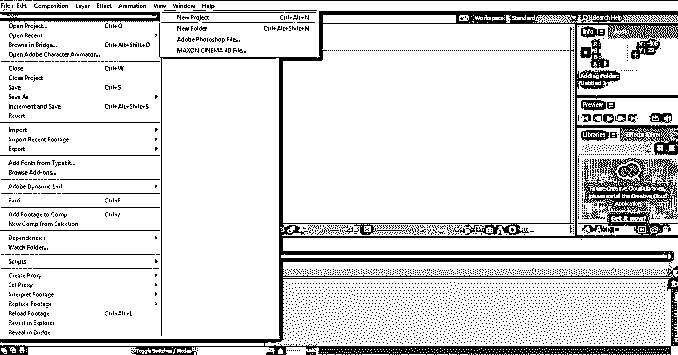 File Edit Composition Layer Effect Animation View Window Help
New Project Ctrl+Alt+N
New Folder Ctrl+Alt+Shift+N
Adobe Photoshop File...
MAXON CINEMA 4D File...
Open Project... Ctrl+O
Open Recent
Browse in Bridge... Ctrl+Alt+Shift+O
Open Adobe Character Animator...
Close Ctrl+W
Close Project
Save Ctrl+S
Save As
Increment and Save Ctrl+Alt+Shift+S
Revert
Import
Import Recent Footage
Export
Add Fonts from Typekit...
Browse Add-ons...
Adobe Dynamic Link
Find Ctrl+F
Add Footage to Comp Ctrl+/
New Comp from Selection
Dependencies
Watch Folder...
Scripts
Create Proxy
Set Proxy
Interpret Footage
Replace Footage
Reload Footage Ctrl+Alt+L
Reveal in Explorer
Reveal in Bridge
Workspace: Standard
Search Help
Info
Adding Folder:
Untitled 1
Preview
Libraries
Toggle Switches / Modes